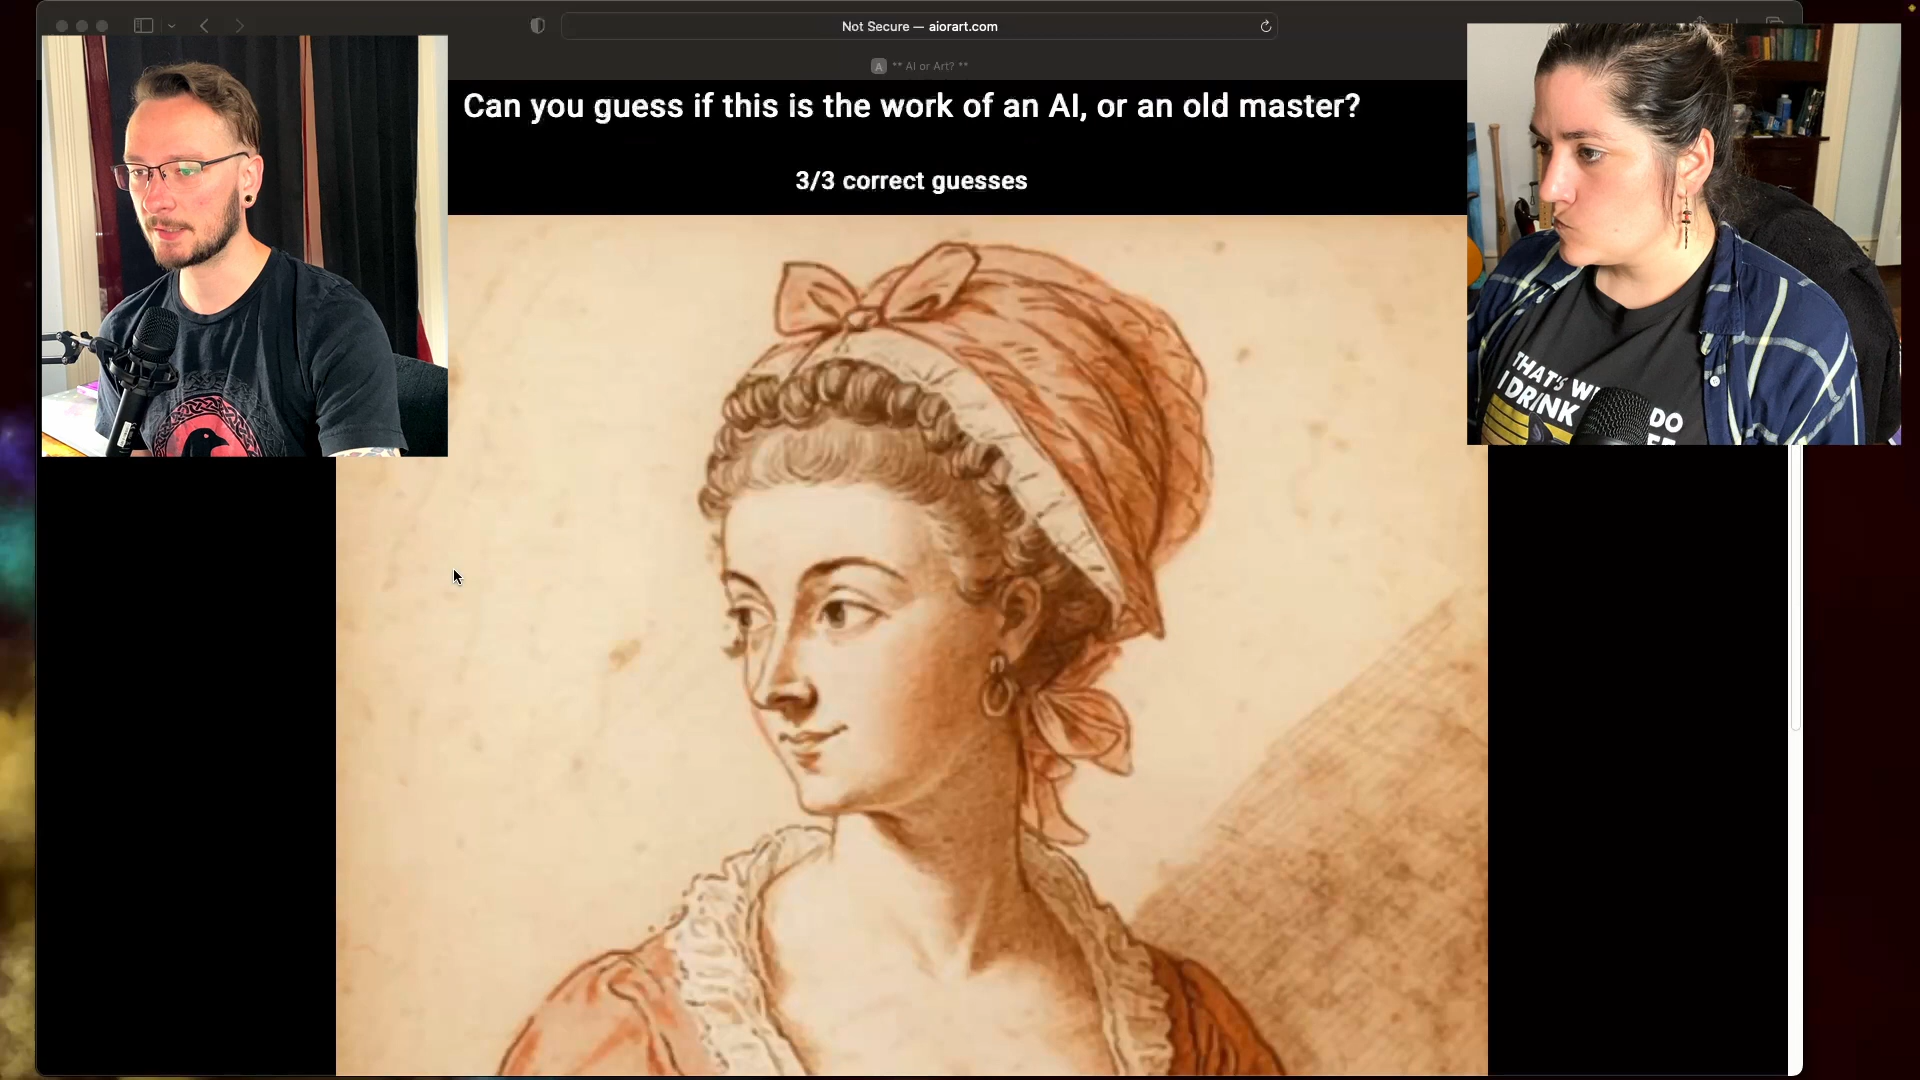 Not Secure — aiorart.com
A ** AI or Art? **
Can you guess if this is the work of an AI, or an old master?
3/3 correct guesses
THAT'S W DO
I DRINK